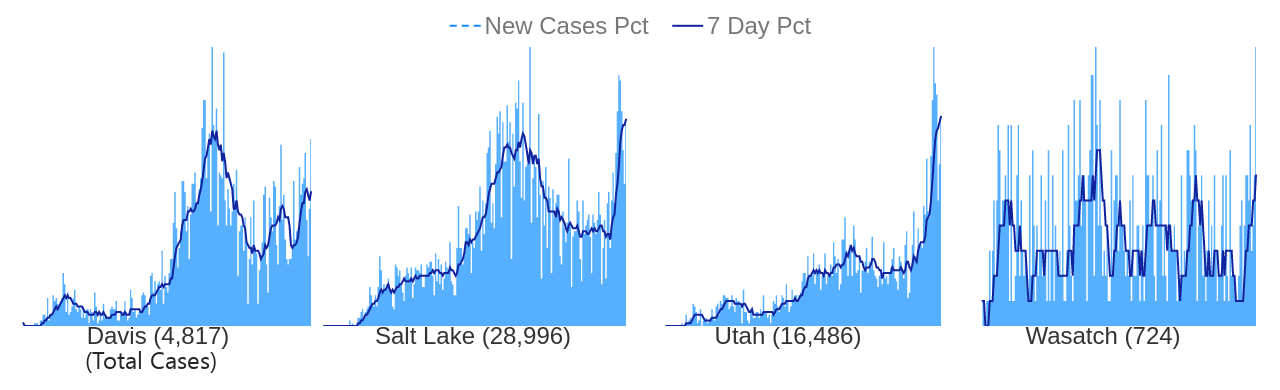 New Cases Pct 7 Day Pct
Davis (4,817) Salt Lake (28,996) Utah (16,486) Wasatch (724)
(Total Cases)